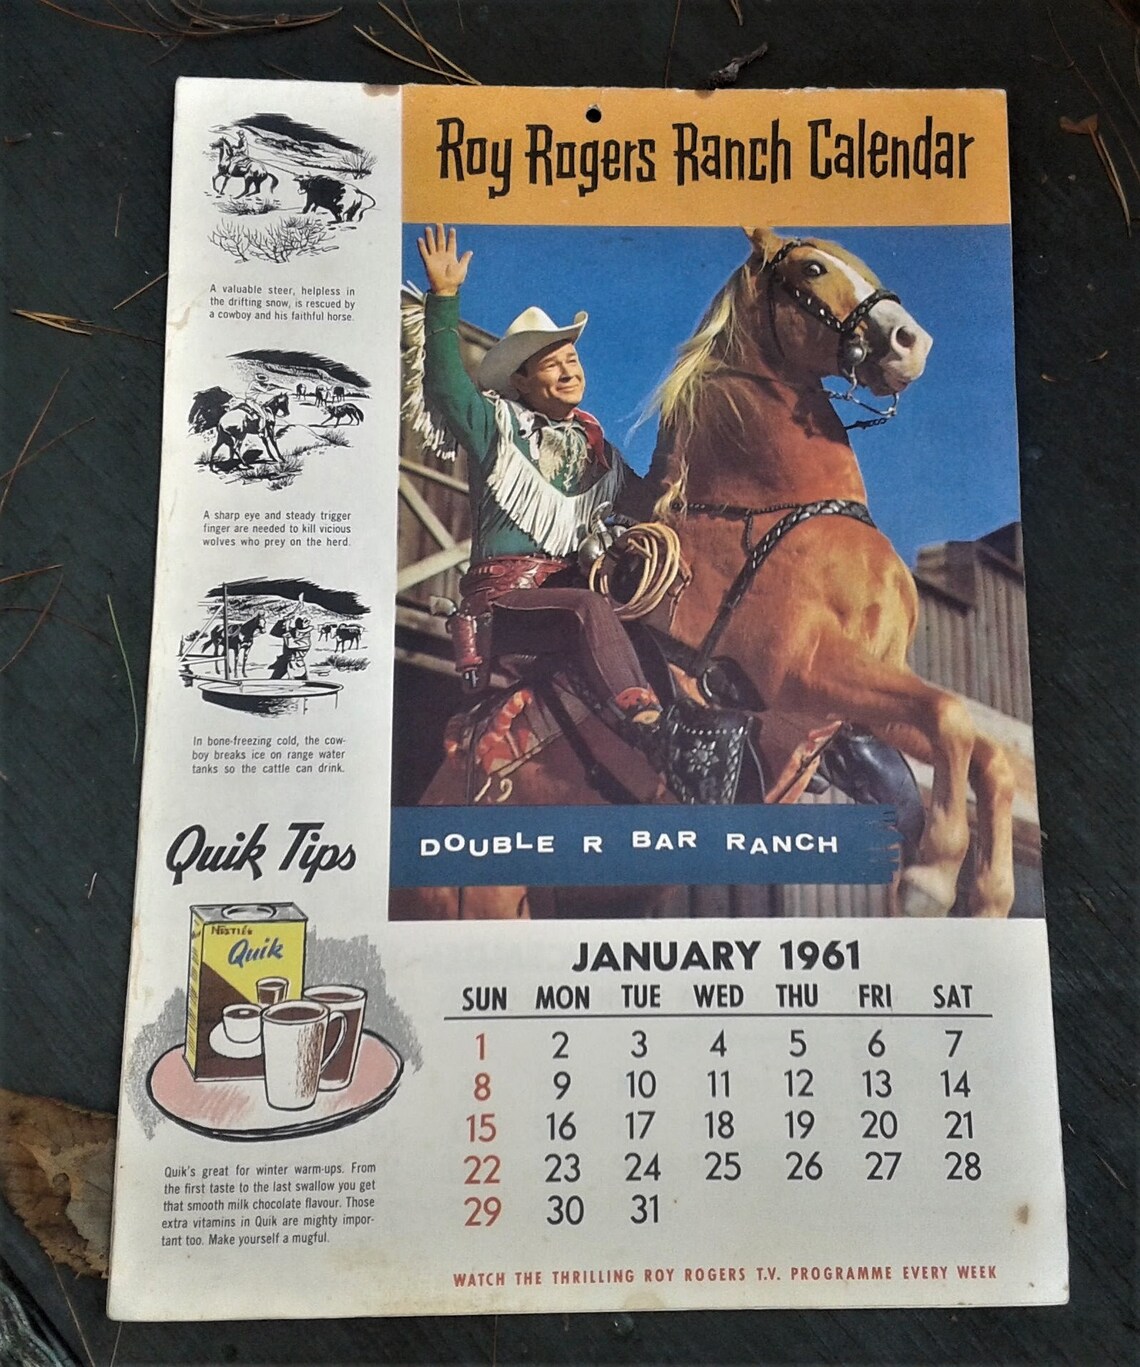 Roy Rogers Ranch Calendar
A valuable steer, helpless in
the drifting snow, is rescued by
a cowboy and his faithful horse.
A sharp eye and steady trigger
finger are needed to kill vicious
wolves who prey on the herd.
In bone-freezing cold, the cow-
boy breaks ice on range water
tanks so the cattle can drink.
Quik Tips
NESTLÉ'S
Quik
Quik's great for winter warm-ups. From
the first taste to the last swallow you get
that smooth milk chocolate flavour. Those
extra vitamins in Quik are mighty impor-
tant too. Make yourself a mugful.
DOUBLE R BAR RANCH
JANUARY 1961
SUN MON TUE WED THU FRI SAT
1 2 3 4 5 6 7
8 9 10 11 12 13 14
15 16 17 18 19 20 21
22 23 24 25 26 27 28
29 30 31
WATCH THE THRILLING ROY ROGERS T.V. PROGRAMME EVERY WEEK